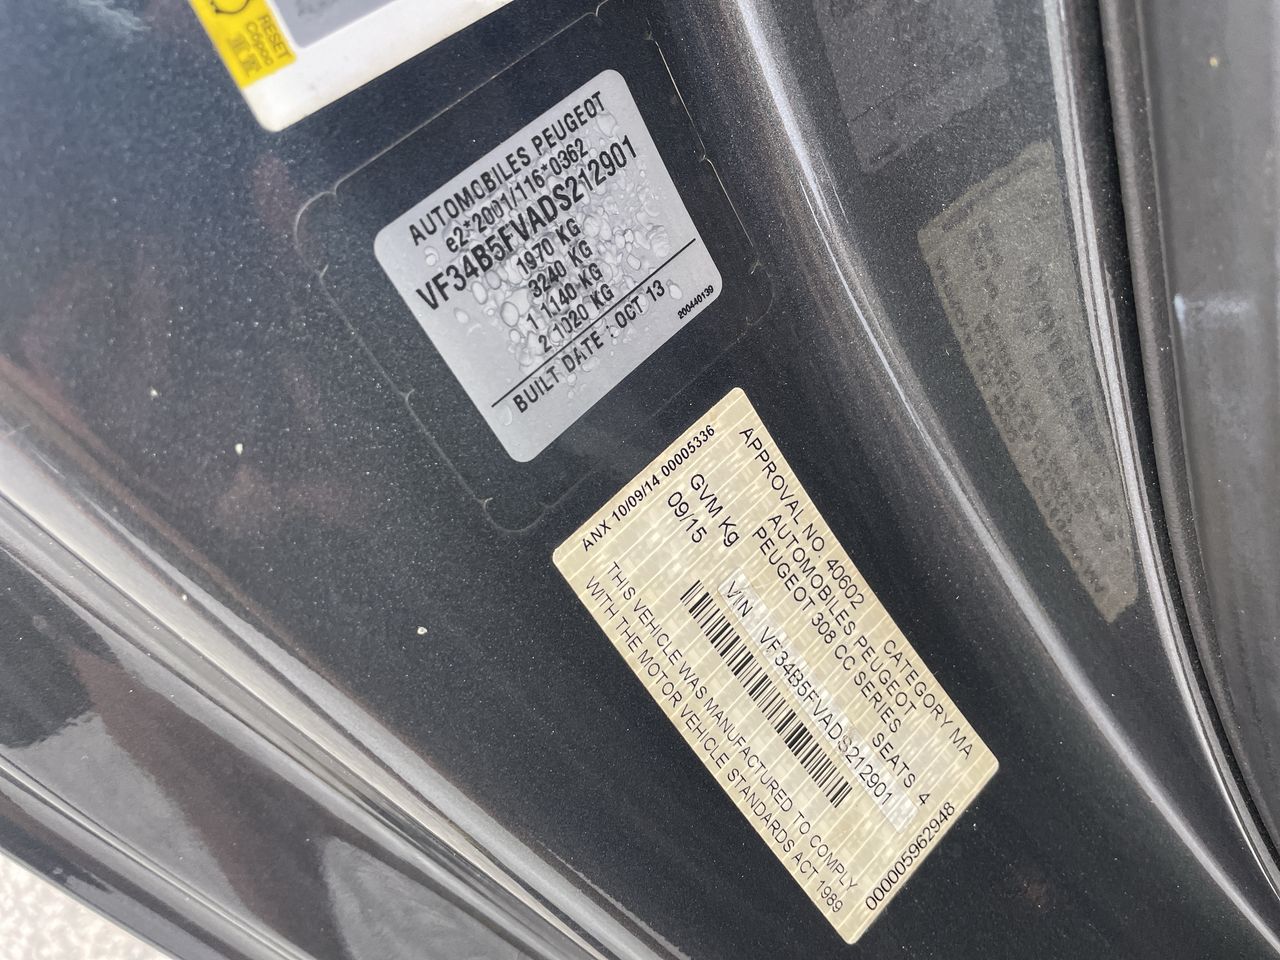 RESET
Сброс
AUTOMOBILES PEUGEOT
e2*2001/116*0362
VF34B5FVADS212901
1970 KG
3240 KG
1 1140 KG
2 1020 KG
BUILT DATE : OCT 13
200440139
ANX 10/09/14 00005336
APPROVAL NO. 40602 CATEGORY MA
AUTOMOBILES PEUGEOT
PEUGEOT 308 CC SERIES SEATS 4
GVM Kg
09/15
VIN VF34B5FVADS212901
THIS VEHICLE WAS MANUFACTURED TO COMPLY
WITH THE MOTOR VEHICLE STANDARDS ACT 1989
000005962948